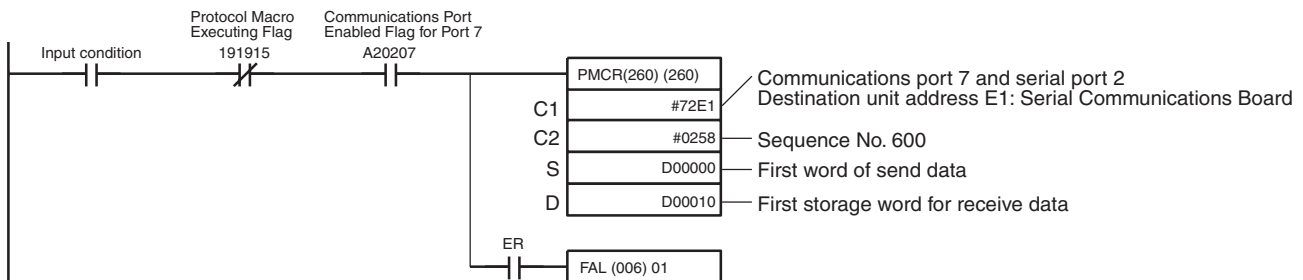 Protocol Macro
Executing Flag
191915
Communications Port
Enabled Flag for Port 7
A20207
Input condition
PMCR(260) (260)
C1 #72E1
Communications port 7 and serial port 2
Destination unit address E1: Serial Communications Board
C2 #0258 Sequence No. 600
S D00000 First word of send data
D D00010 First storage word for receive data
ER
FAL (006) 01